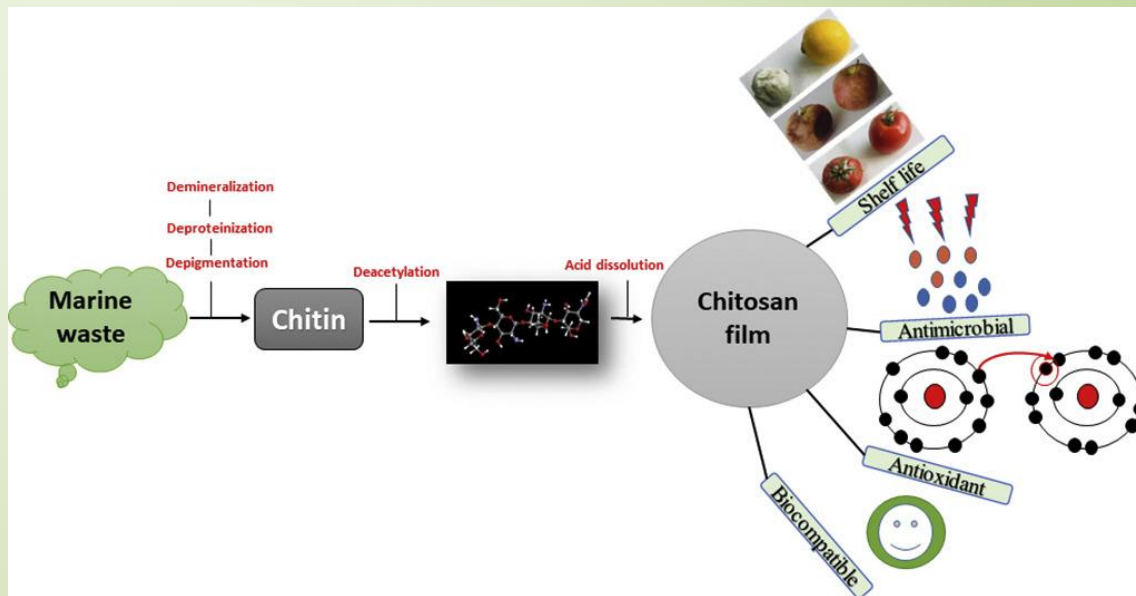 Demineralization
Deproteinization
Depigmentation
Marine
waste
Chitin
Deacetylation
Acid dissolution
Chitosan
film
Shelf life
Antimicrobial
Antioxidant
Biocompatible